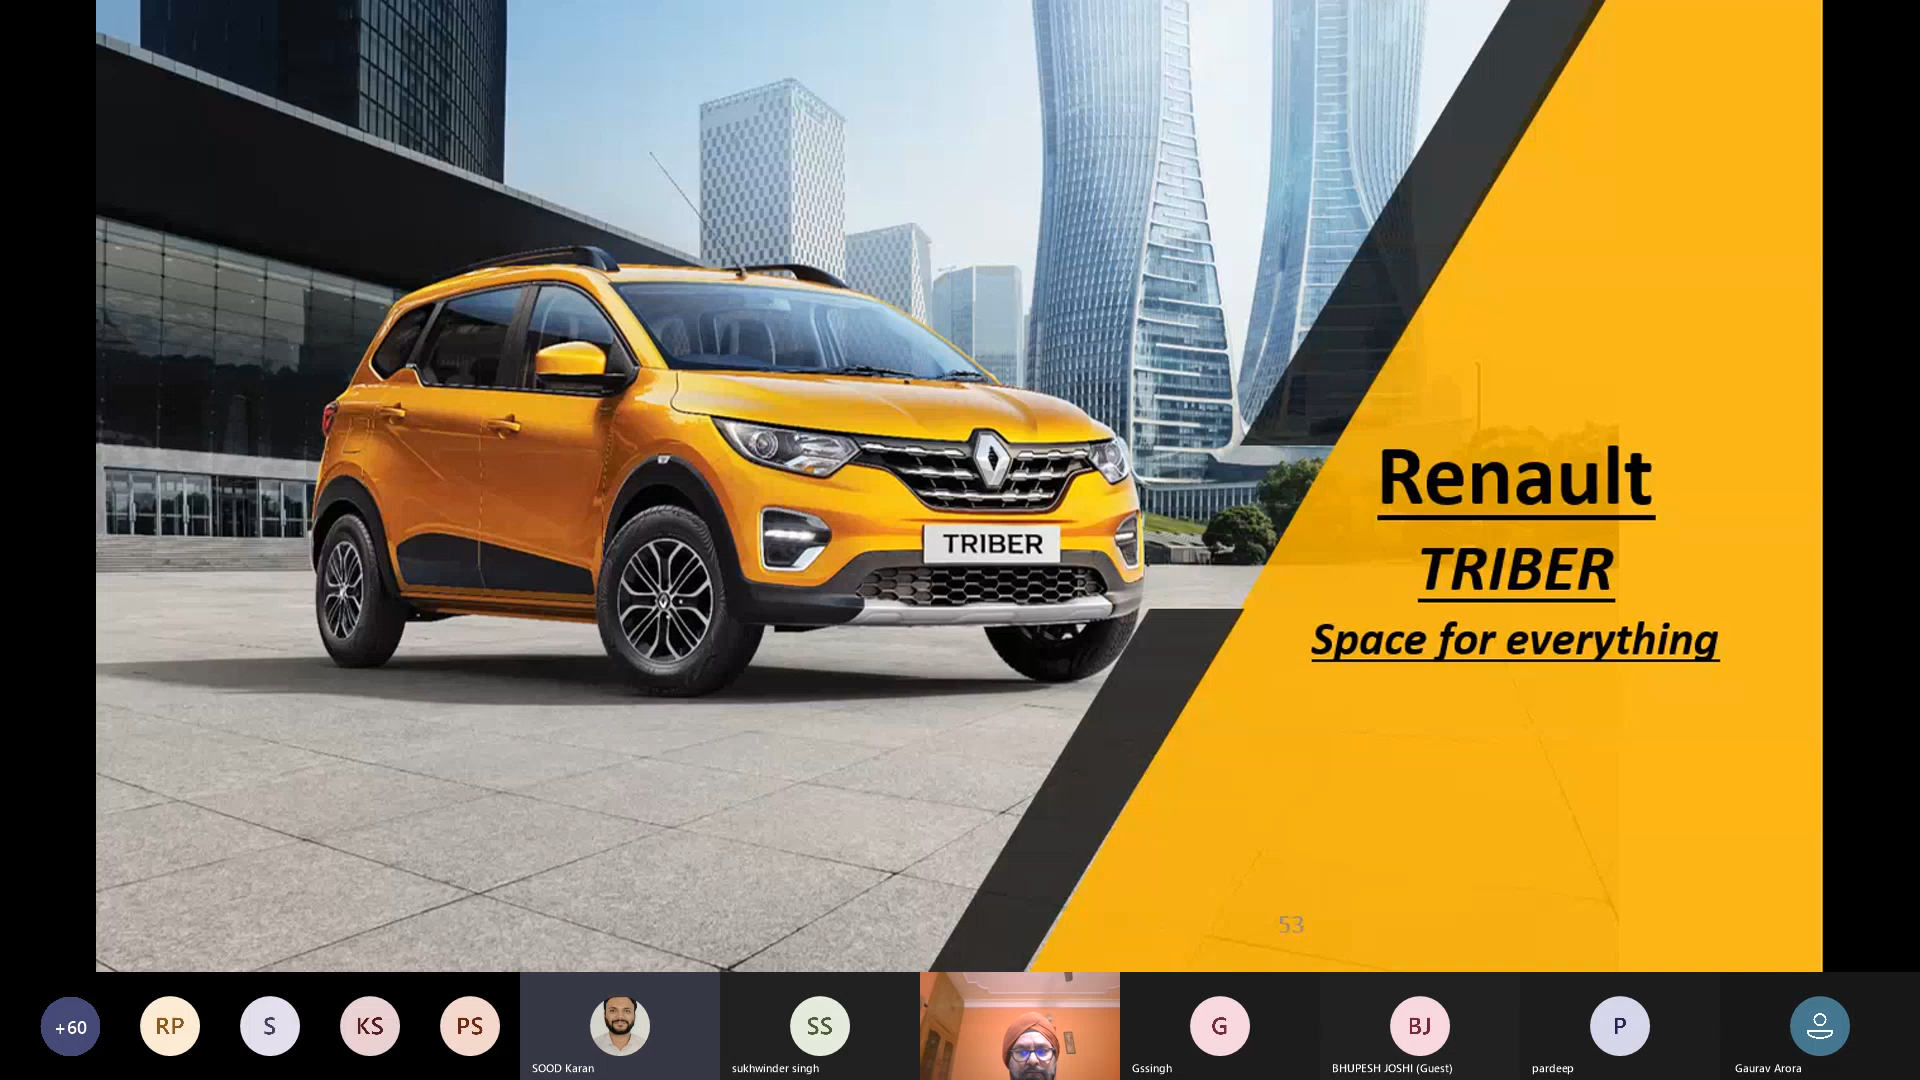 TRIBER
Renault
TRIBER
Space for everything
53
+60
RP
S
KS
PS
SOOD Karan
SS
sukhwinder singh
G
Gssingh
BJ
BHUPESH JOSHI (Guest)
P
pardeep
Gaurav Arora